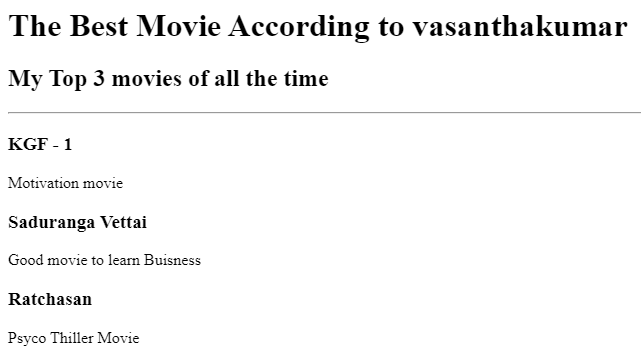 The Best Movie According to vasanthakumar
My Top 3 movies of all the time
KGF - 1
Motivation movie
Saduranga Vettai
Good movie to learn Buisness
Ratchasan
Psyco Thiller Movie